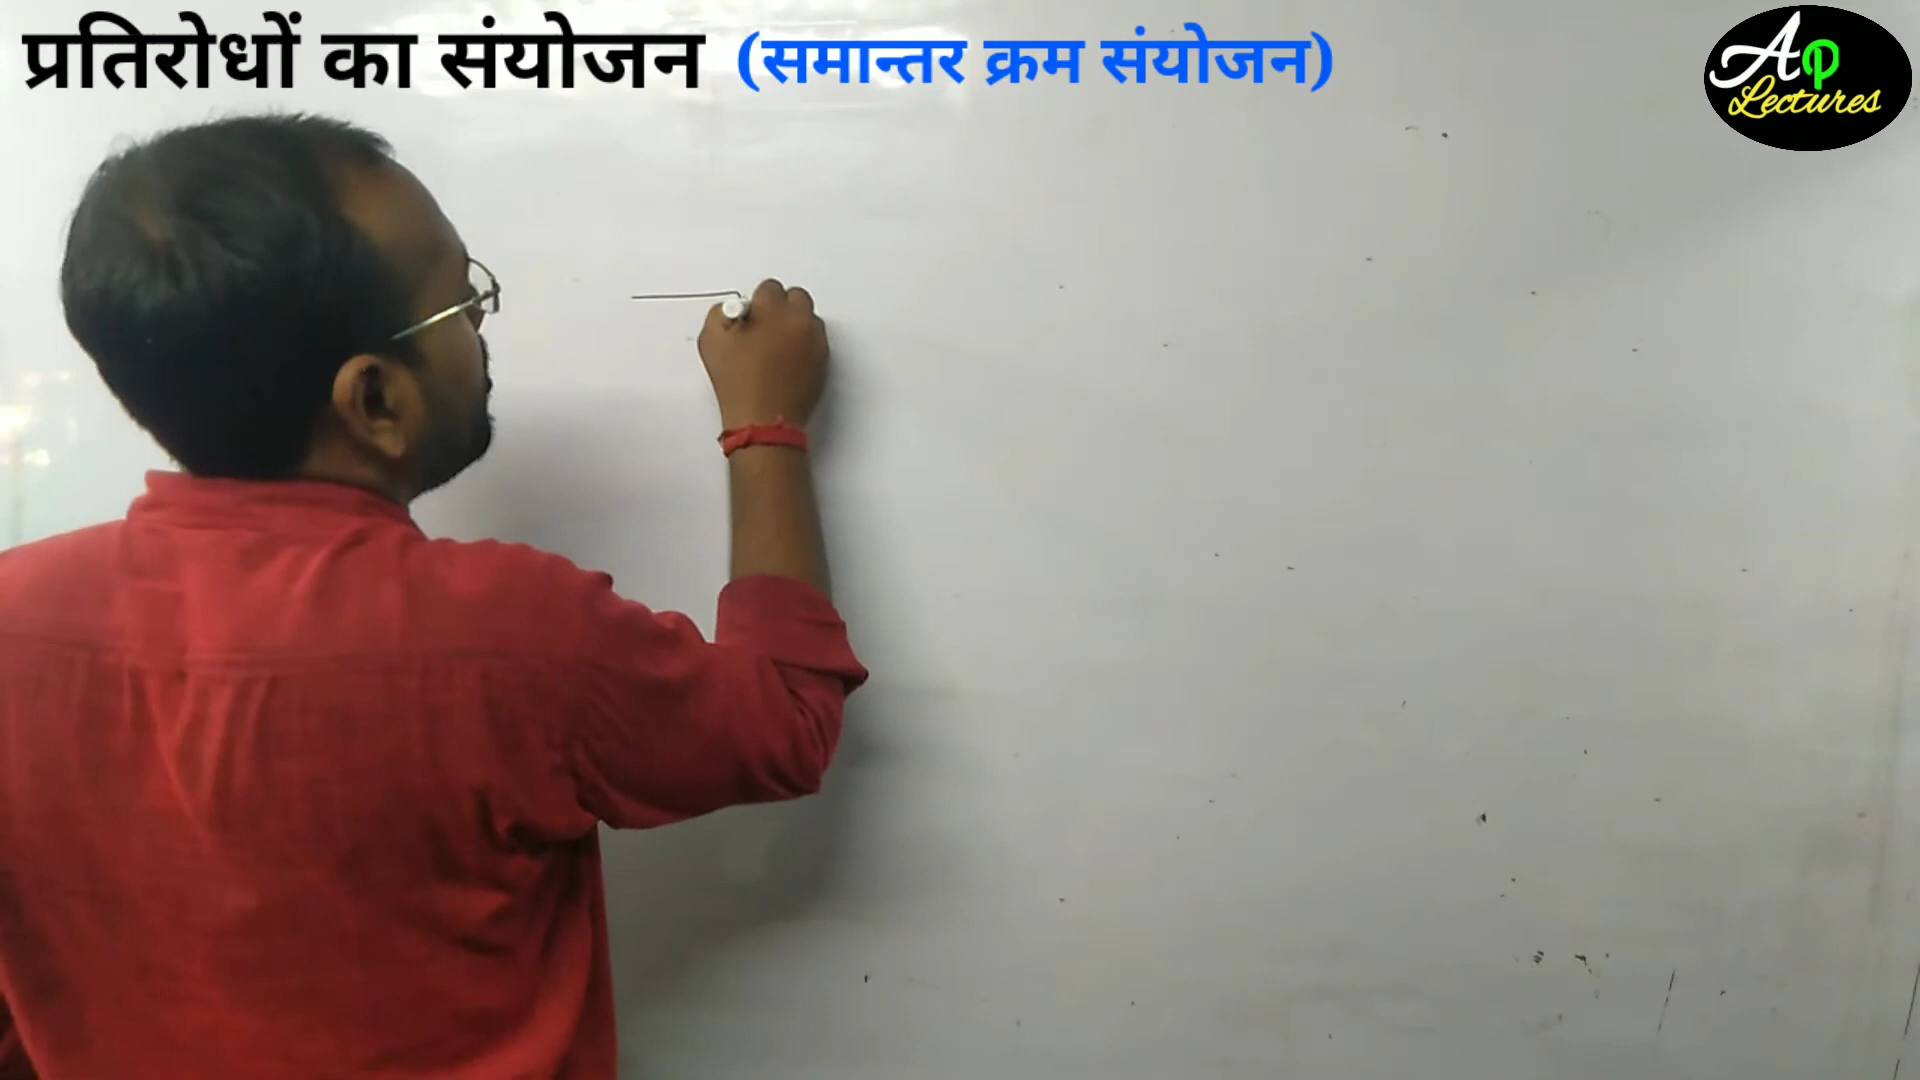 प्रतिरोधों का संयोजन (समान्तर क्रम संयोजन)
Ap
Lectures